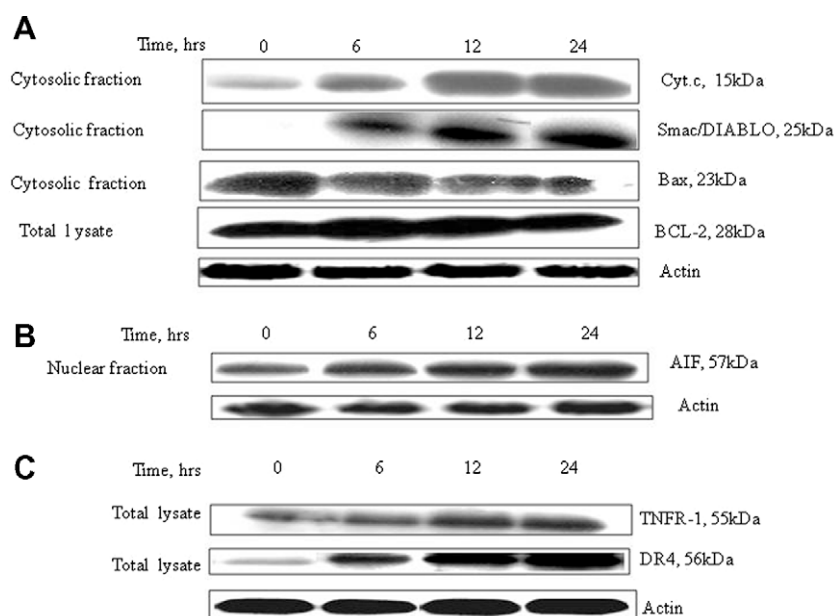 A
Time, hrs 0 6 12 24
Cytosolic fraction Cyt.c, 15kDa
Cytosolic fraction Smac/DIABLO, 25kDa
Cytosolic fraction Bax, 23kDa
Total lysate BCL-2, 28kDa
Actin
B
Time, hrs 0 6 12 24
Nuclear fraction AIF, 57kDa
Actin
C
Time, hrs 0 6 12 24
Total lysate TNFR-1, 55kDa
Total lysate DR4, 56kDa
Actin